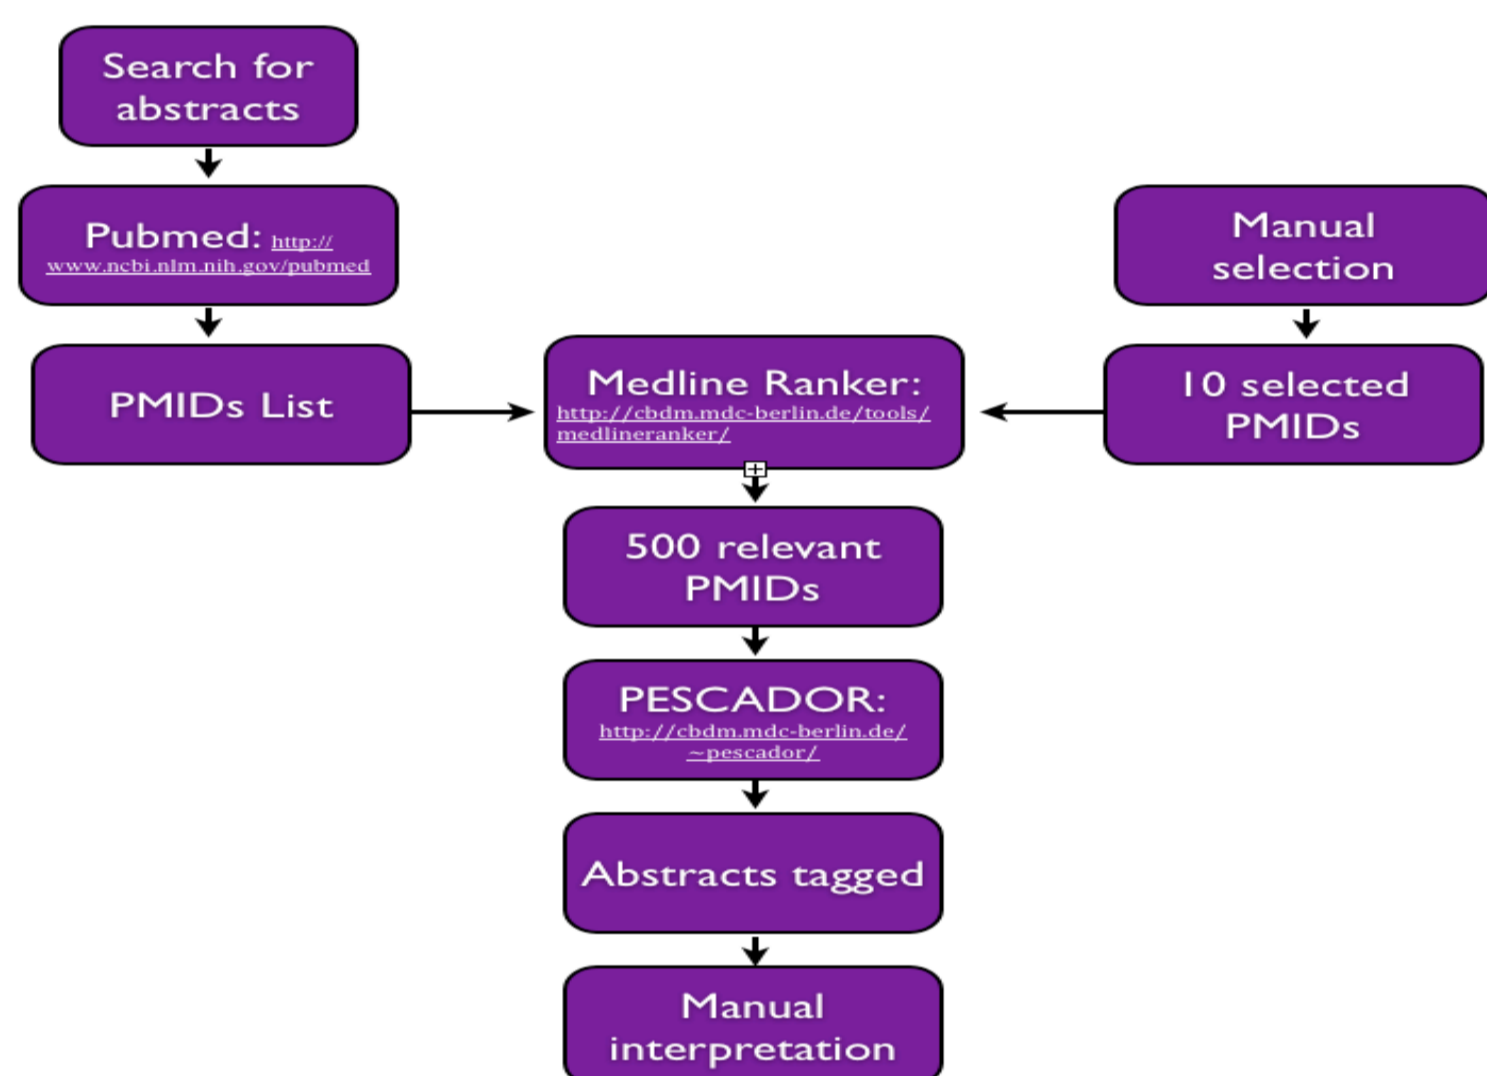 Search for
abstracts
Pubmed: http://
www.ncbi.nlm.nih.gov/pubmed
PMIDs List
Manual
selection
10 selected
PMIDs
Medline Ranker:
http://cbdm.mdc-berlin.de/tools/
medlineranker/
500 relevant
PMIDs
PESCADOR:
http://cbdm.mdc-berlin.de/
~pescador/
Abstracts tagged
Manual
interpretation